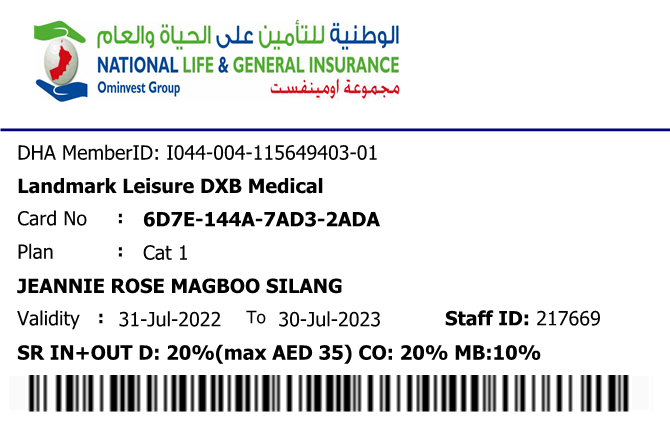 الوطنية للتأمين على الحياة والعام
NATIONAL LIFE & GENERAL INSURANCE
Ominvest Group مجموعة اومينفست
DHA MemberID: I044-004-115649403-01
Landmark Leisure DXB Medical
Card No : 6D7E-144A-7AD3-2ADA
Plan : Cat 1
JEANNIE ROSE MAGBOO SILANG
Validity : 31-Jul-2022 To 30-Jul-2023 Staff ID: 217669
SR IN+OUT D: 20%(max AED 35) CO: 20% MB:10%